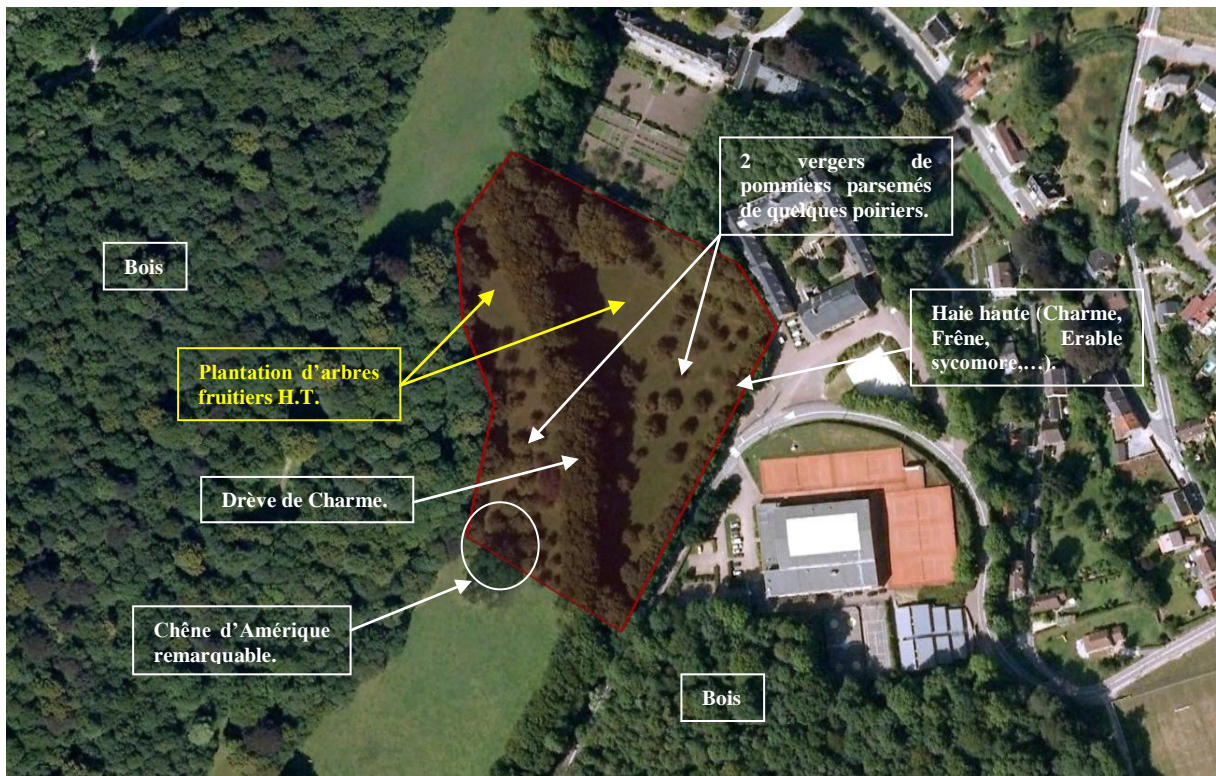 2 vergers de
pommiers parsemés
de quelques poiriers.
Bois
Haie haute (Charme,
Frêne, Erable
sycomore,…).
Plantation d'arbres
fruitiers H.T.
Drève de Charme.
Chêne d'Amérique
remarquable.
Bois